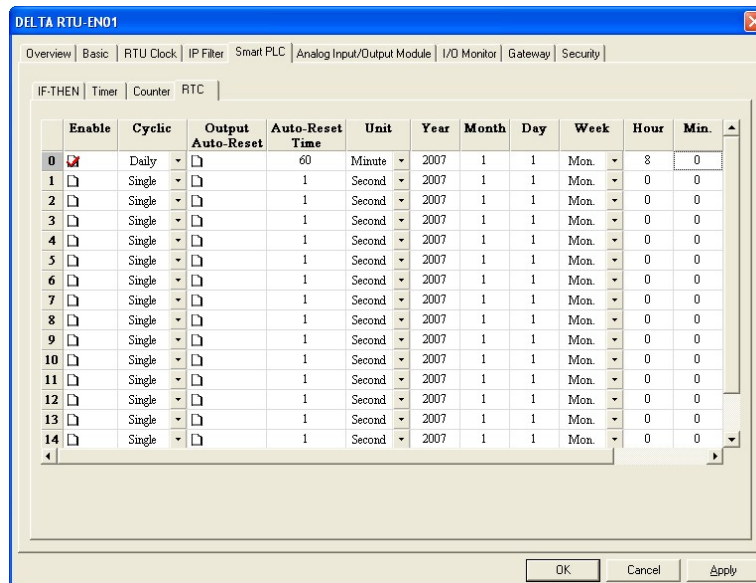 DELTA RTU-EN01
Overview Basic RTU Clock IP Filter Smart PLC Analog Input/Output Module I/O Monitor Gateway Security
IF-THEN Timer Counter RTC
Enable Cyclic Output Auto-Reset Auto-Reset Time Unit Year Month Day Week Hour Min.
0 Daily 60 Minute 2007 1 1 Mon. 8 0
1 Single 1 Second 2007 1 1 Mon. 0 0
2 Single 1 Second 2007 1 1 Mon. 0 0
3 Single 1 Second 2007 1 1 Mon. 0 0
4 Single 1 Second 2007 1 1 Mon. 0 0
5 Single 1 Second 2007 1 1 Mon. 0 0
6 Single 1 Second 2007 1 1 Mon. 0 0
7 Single 1 Second 2007 1 1 Mon. 0 0
8 Single 1 Second 2007 1 1 Mon. 0 0
9 Single 1 Second 2007 1 1 Mon. 0 0
10 Single 1 Second 2007 1 1 Mon. 0 0
11 Single 1 Second 2007 1 1 Mon. 0 0
12 Single 1 Second 2007 1 1 Mon. 0 0
13 Single 1 Second 2007 1 1 Mon. 0 0
14 Single 1 Second 2007 1 1 Mon. 0 0
OK Cancel Apply